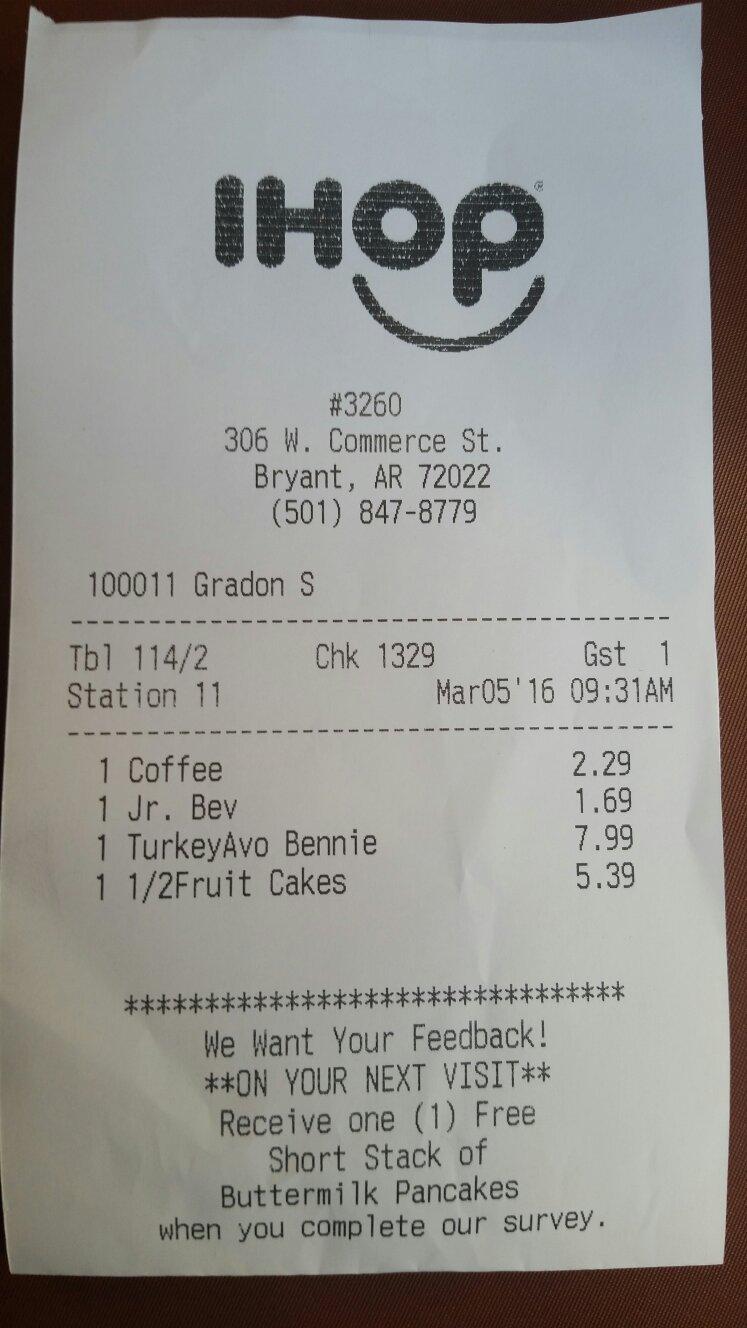 IHOP®
#3260
306 W. Commerce St.
Bryant, AR 72022
(501) 847-8779
100011 Gradon S
-----------------------------------------
Tbl 114/2 Chk 1329 Gst 1
Station 11 Mar05'16 09:31AM
-----------------------------------------
1 Coffee 2.29
1 Jr. Bev 1.69
1 TurkeyAvo Bennie 7.99
1 1/2Fruit Cakes 5.39
**********************************
We Want Your Feedback!
**ON YOUR NEXT VISIT**
Receive one (1) Free
Short Stack of
Buttermilk Pancakes
when you complete our survey.